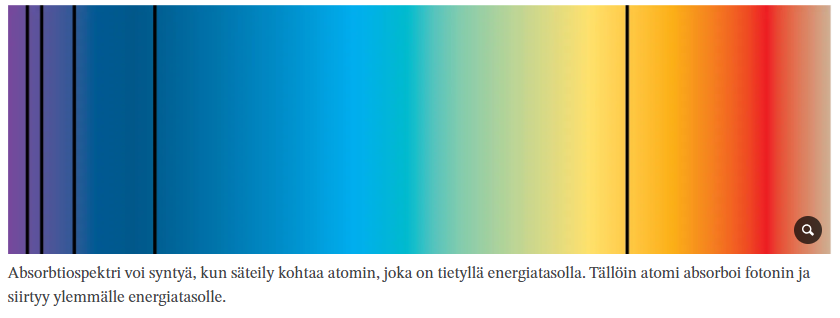 Absorbtiospektri voi syntyä, kun säteily kohtaa atomin, joka on tietyllä energiatasolla. Tällöin atomi absorboi fotonin ja
siirtyy ylemmälle energiatasolle.